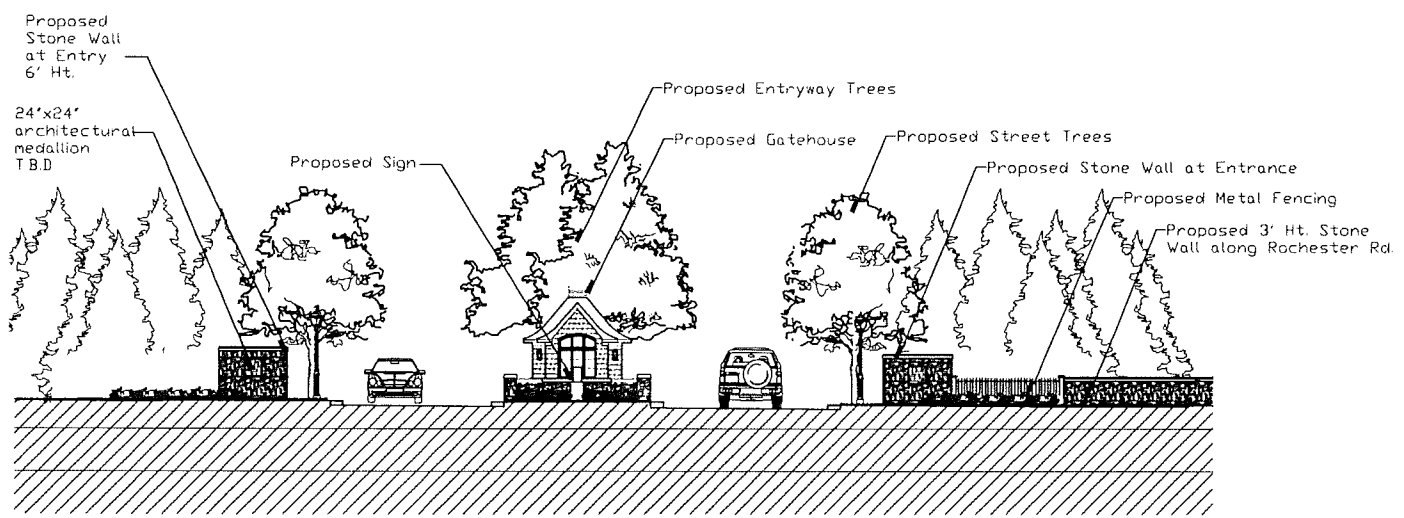 Proposed
Stone Wall
at Entry
6' Ht.
24"x24"
architectural
medallion
T.B.D
Proposed Sign
Proposed Entryway Trees
Proposed Gatehouse
Proposed Street Trees
Proposed Stone Wall at Entrance
Proposed Metal Fencing
Proposed 3' Ht. Stone
Wall along Rochester Rd.